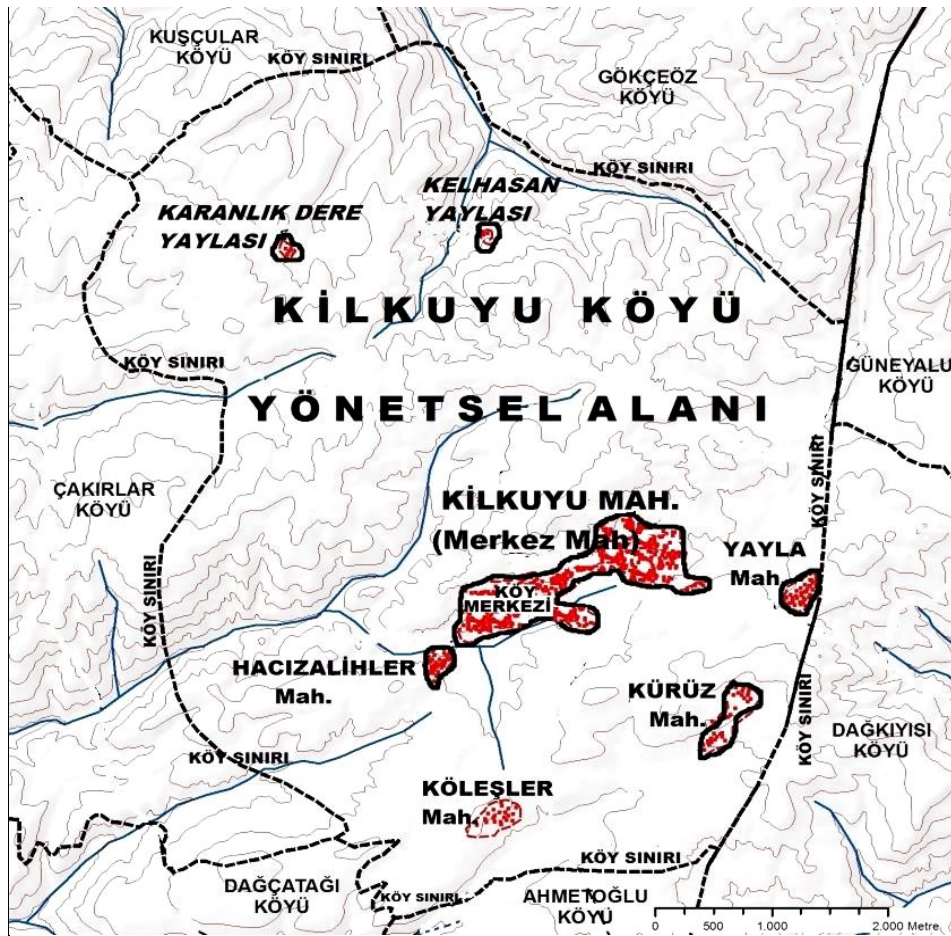 KUŞÇULAR
KÖYÜ
KÖY SINIRI
GÖKÇEÖZ
KÖYÜ
KÖY SINIRI
KELHASAN
YAYLASI
KARANLIK DERE
YAYLASI
KİLKUYU KÖYÜ
KÖY SINIRI
GÜNEYALU
KÖYÜ
YÖNETSEL ALANI
KÖY SINIRI
ÇAKIRLAR
KÖYÜ
KİLKUYU MAH.
(Merkez Mah)
YAYLA
Mah.
KÖY SINIRI
KÖY
MERKEZİ
HACIZALIHLER
Mah.
KÜRÜZ
Mah.
KÖY SINIRI
DAĞKIYISI
KÖYÜ
KÖY SINIRI
KÖLEŞLER
Mah.
KÖY SINIRI
DAĞÇATAĞI
KÖYÜ
KÖY SINIRI
AHMETOĞLU
KÖYÜ
0 500 1.000 2.000 Metre